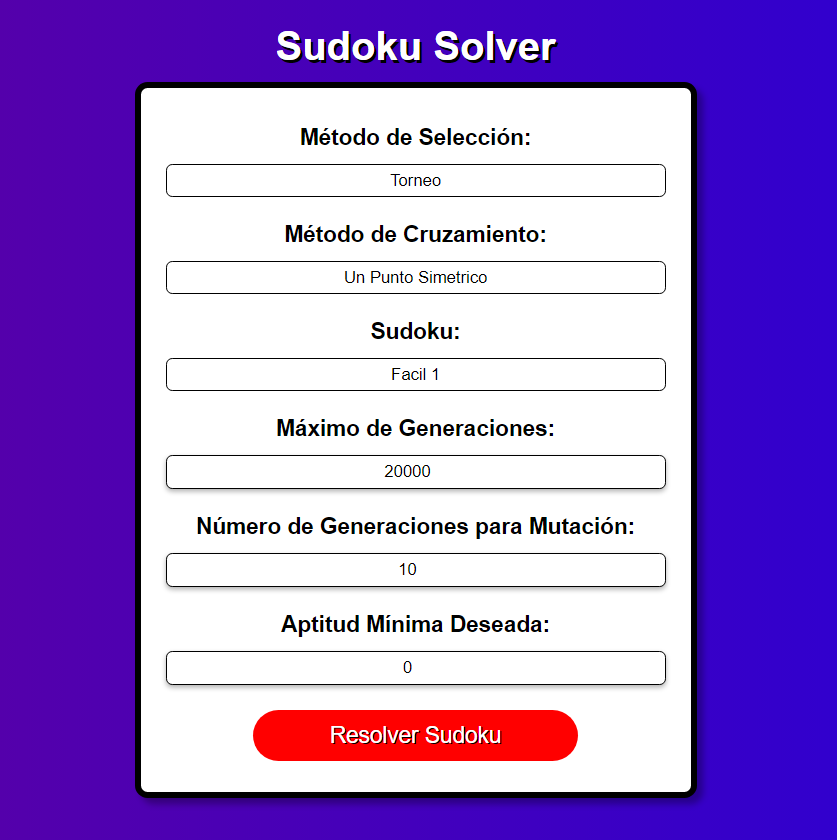 Sudoku Solver
Método de Selección:
Torneo
Método de Cruzamiento:
Un Punto Simetrico
Sudoku:
Facil 1
Máximo de Generaciones:
20000
Número de Generaciones para Mutación:
10
Aptitud Mínima Deseada:
0
Resolver Sudoku